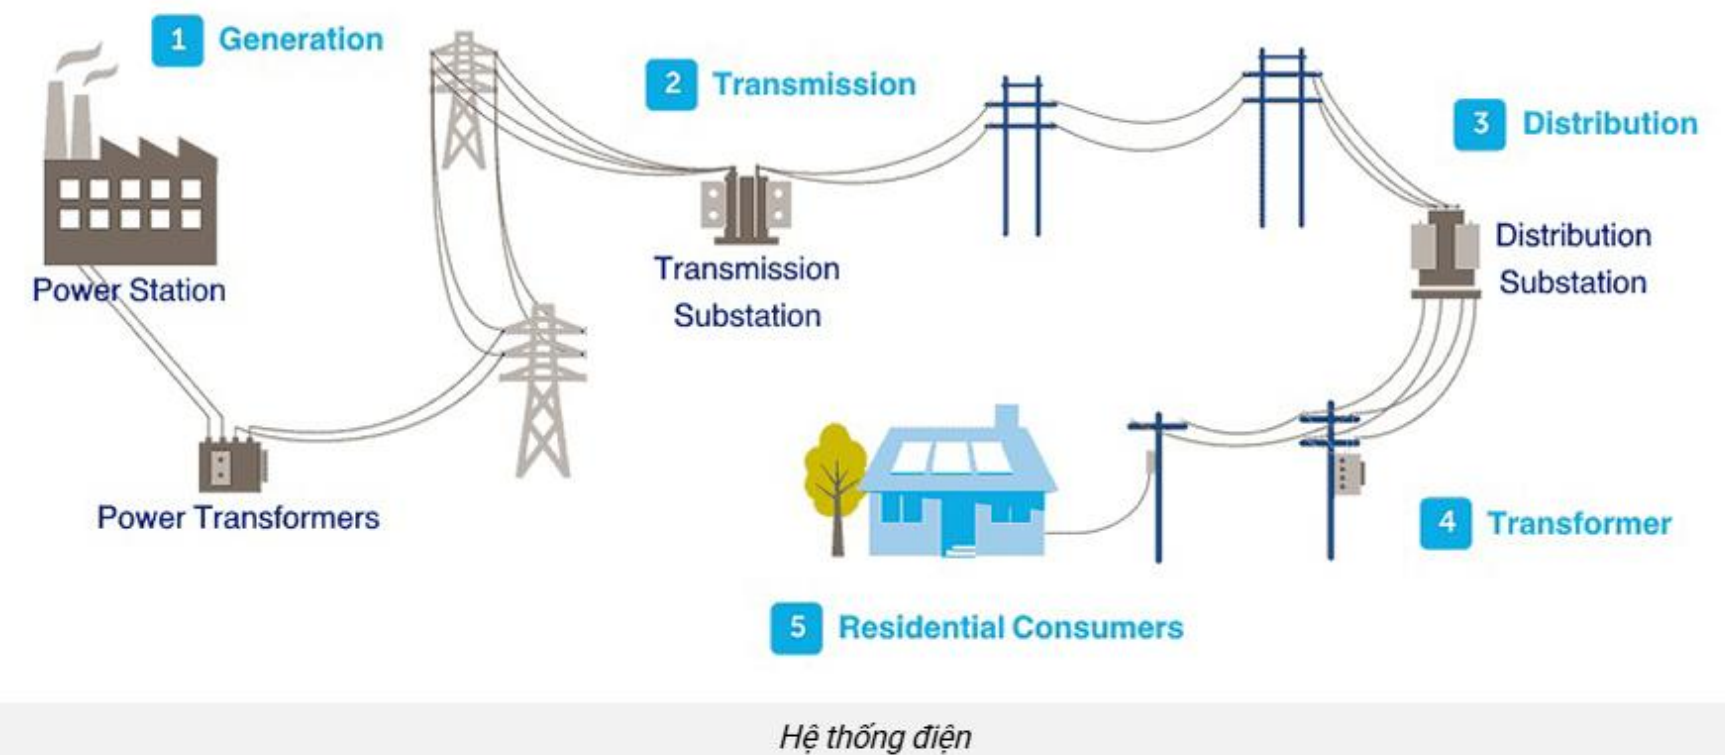 1 Generation
2 Transmission
3 Distribution
Power Station
Transmission
Substation
Distribution
Substation
Power Transformers
4 Transformer
5 Residential Consumers
Hệ thống điện